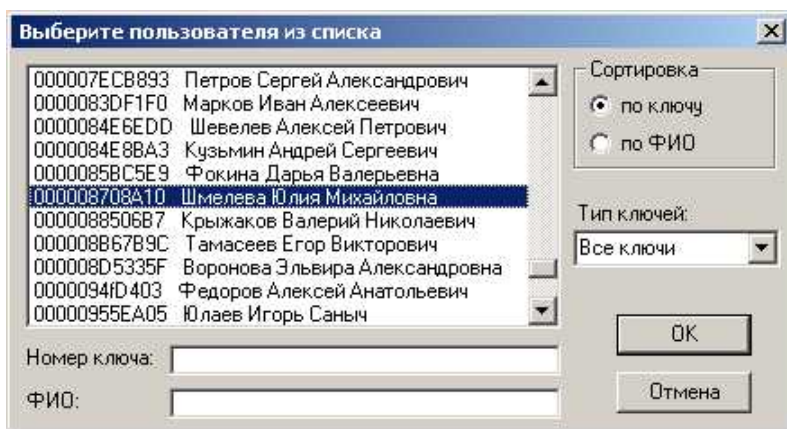 Выберите пользователя из списка
000007ECB893 Петров Сергей Александрович
0000083DF1F0 Марков Иван Алексеевич
0000084E6EDD Шевелев Алексей Петрович
0000084E8BA3 Кузьмин Андрей Сергеевич
0000085BC5E9 Фокина Дарья Валерьевна
000008708A10 Шмелева Юлия Михайловна
0000088506B7 Крыжаков Валерий Николаевич
000008B67B9C Тамасеев Егор Викторович
000008D5335F Воронова Эльвира Александровна
0000094fD403 Федоров Алексей Анатольевич
00000955EA05 Юлаев Игорь Саныч
Номер ключа:
ФИО:
Сортировка
по ключу
по ФИО
Тип ключей:
Все ключи
OK
Отмена